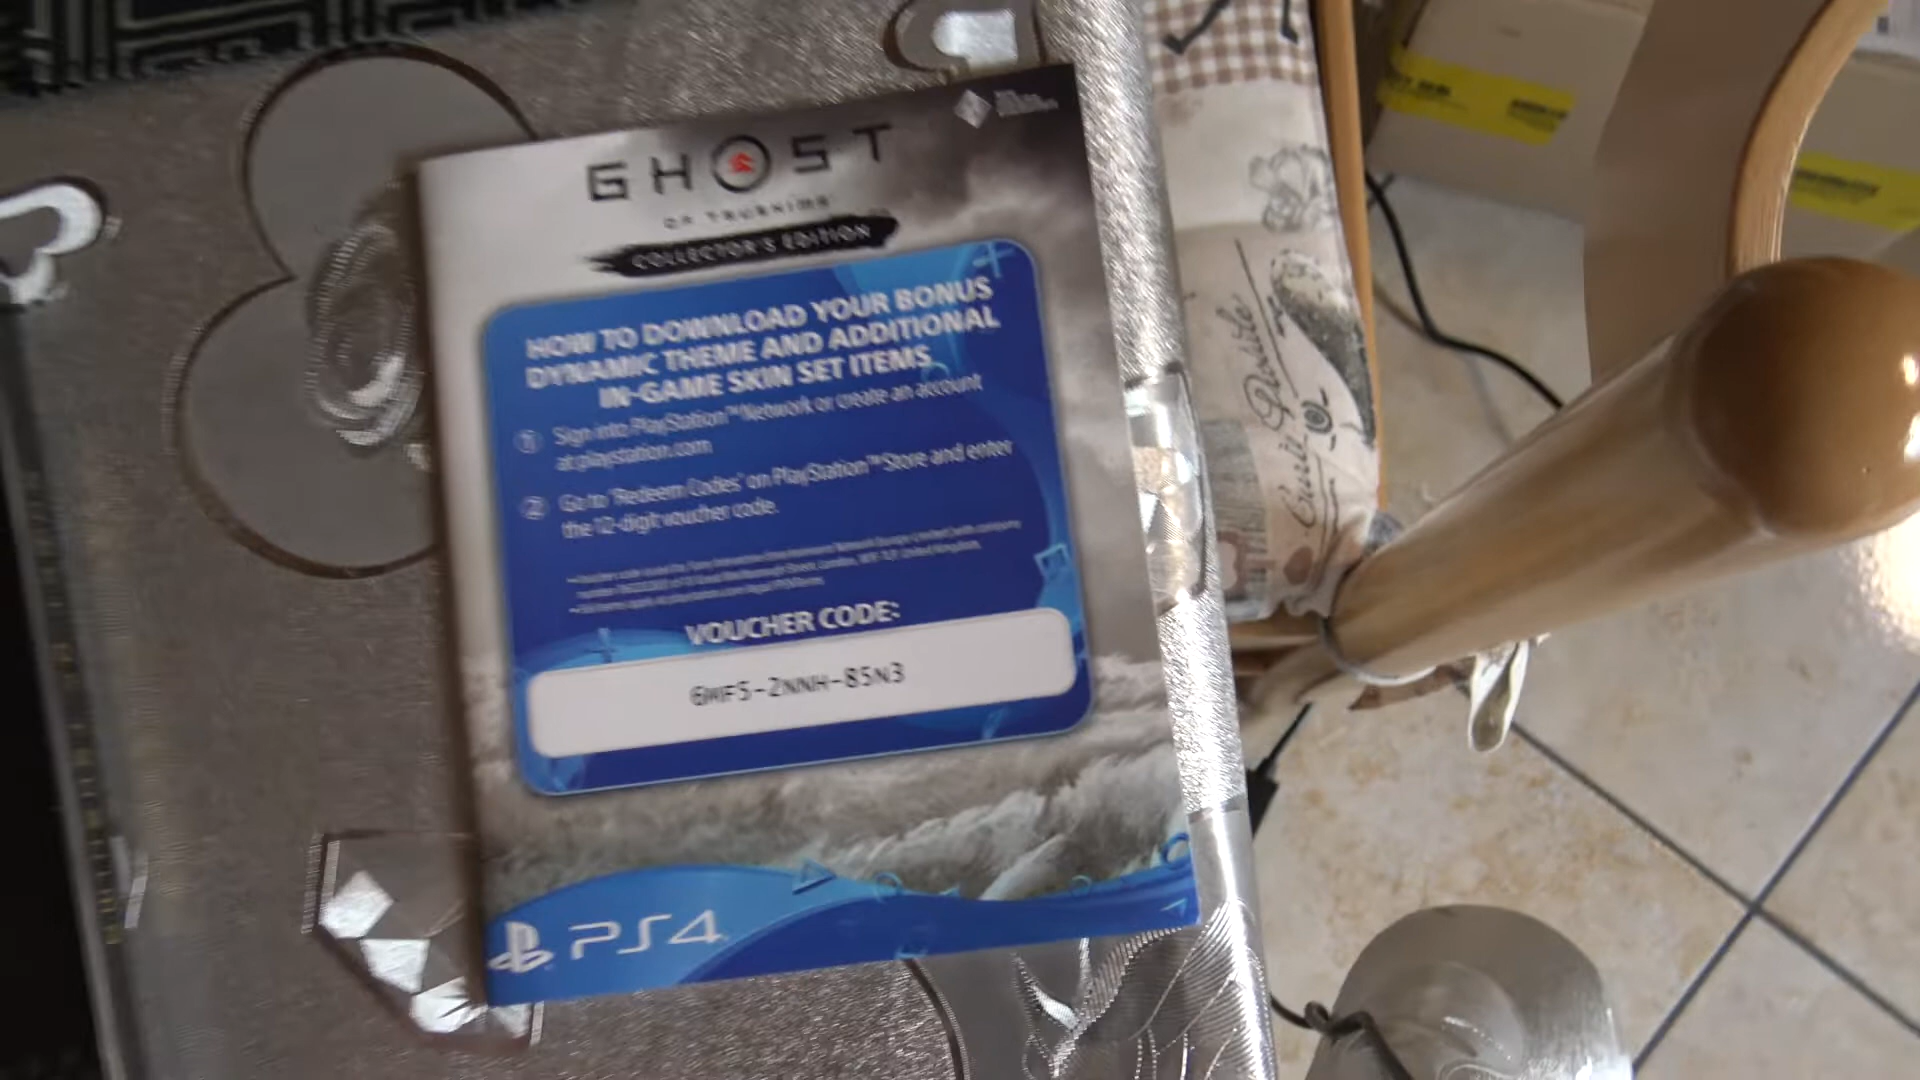 GHOST
OF TSUSHIMA
COLLECTOR'S EDITION
HOW TO DOWNLOAD YOUR BONUS
DYNAMIC THEME AND ADDITIONAL
IN-GAME SKIN SET ITEMS
① Sign into PlayStation™Network or create an account
at playstation.com
② Go to 'Redeem Codes' on PlayStation™Store and enter
the 12-digit voucher code.
VOUCHER CODE:
6WF5-2NNH-85N3
PS4